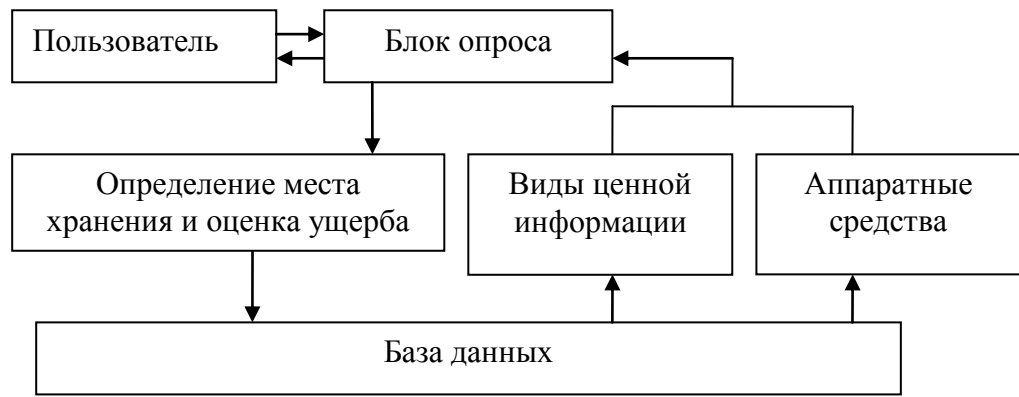 Пользователь
Блок опроса
Определение места
хранения и оценка ущерба
Виды ценной
информации
Аппаратные
средства
База данных